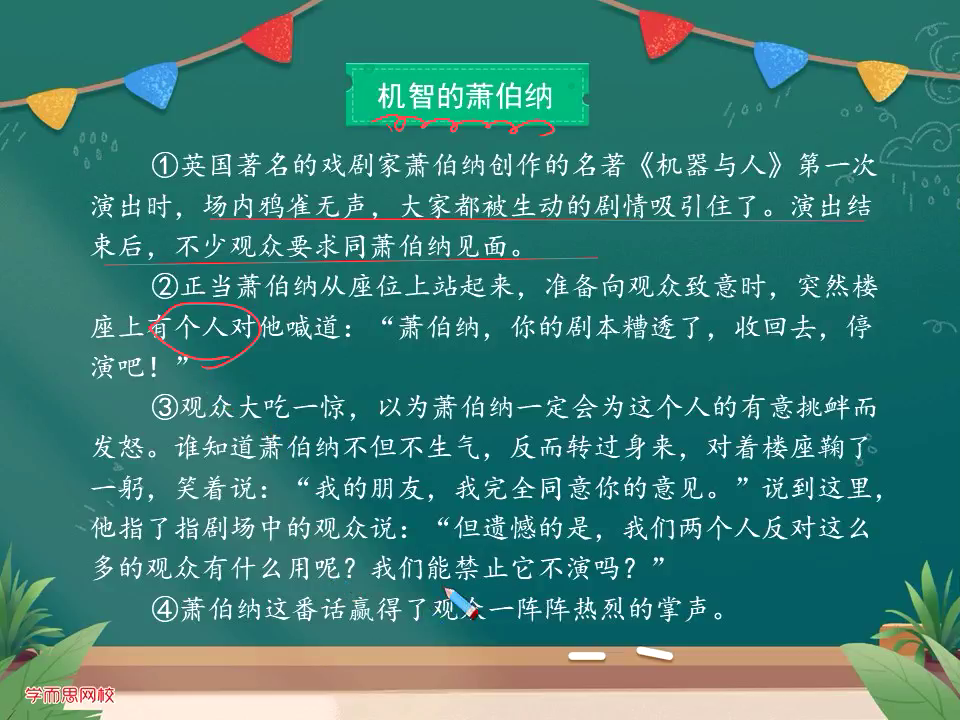 机智的萧伯纳
①英国著名的戏剧家萧伯纳创作的名著《机器与人》第一次
演出时，场内鸦雀无声，大家都被生动的剧情吸引住了。演出结
束后，不少观众要求同萧伯纳见面。
②正当萧伯纳从座位上站起来，准备向观众致意时，突然楼
座上有个人对他喊道：“萧伯纳，你的剧本糟透了，收回去，停
演吧！”
③观众大吃一惊，以为萧伯纳一定会为这个人的有意挑衅而
发怒。谁知道萧伯纳不但不生气，反而转过身来，对着楼座鞠了
一躬，笑着说：“我的朋友，我完全同意你的意见。”说到这里，
他指了指剧场中的观众说：“但遗憾的是，我们两个人反对这么
多的观众有什么用呢？我们能禁止它不演吗？”
④萧伯纳这番话赢得了观众一阵阵热烈的掌声。
学而思网校